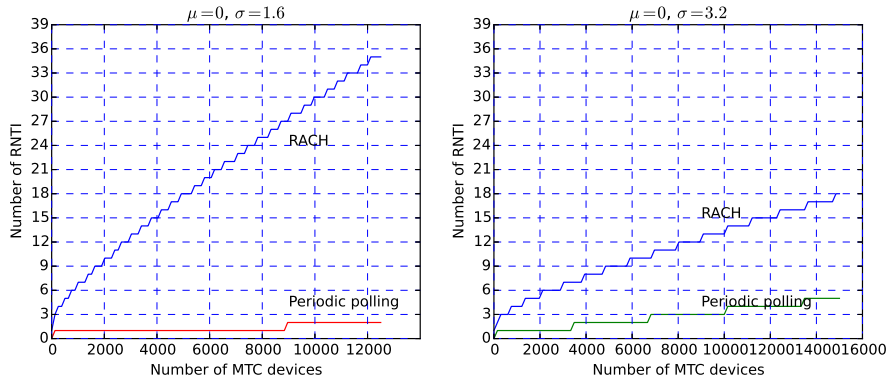 μ=0, σ=1.6
39
36
33
30
27
24
21
18
15
12
9
6
3
0
Number of RNTI
RACH
Periodic polling
0 2000 4000 6000 8000 10000 12000
Number of MTC devices
μ=0, σ=3.2
39
36
33
30
27
24
21
18
15
12
9
6
3
0
Number of RNTI
RACH
Periodic polling
0 2000 4000 6000 8000 10000 12000 14000 16000
Number of MTC devices